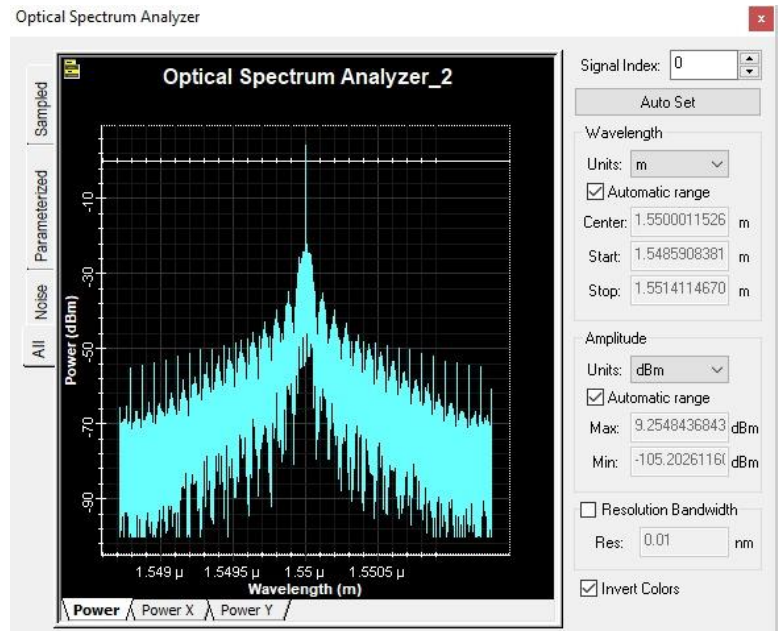 Optical Spectrum Analyzer
x
Optical Spectrum Analyzer_2
Sampled
Parameterized
Noise
All
Power (dBm)
-10
-30
-50
-70
-90
1.549 µ 1.5495 µ 1.55 µ 1.5505 µ
Wavelength (m)
Power Power X Power Y
Signal Index: 0
Auto Set
Wavelength
Units: m
Automatic range
Center: 1.5500011526 m
Start: 1.5485908381 m
Stop: 1.5514114670 m
Amplitude
Units: dBm
Automatic range
Max: 9.2548436843 dBm
Min: -105.2026116( dBm
Resolution Bandwidth
Res: 0.01 nm
Invert Colors